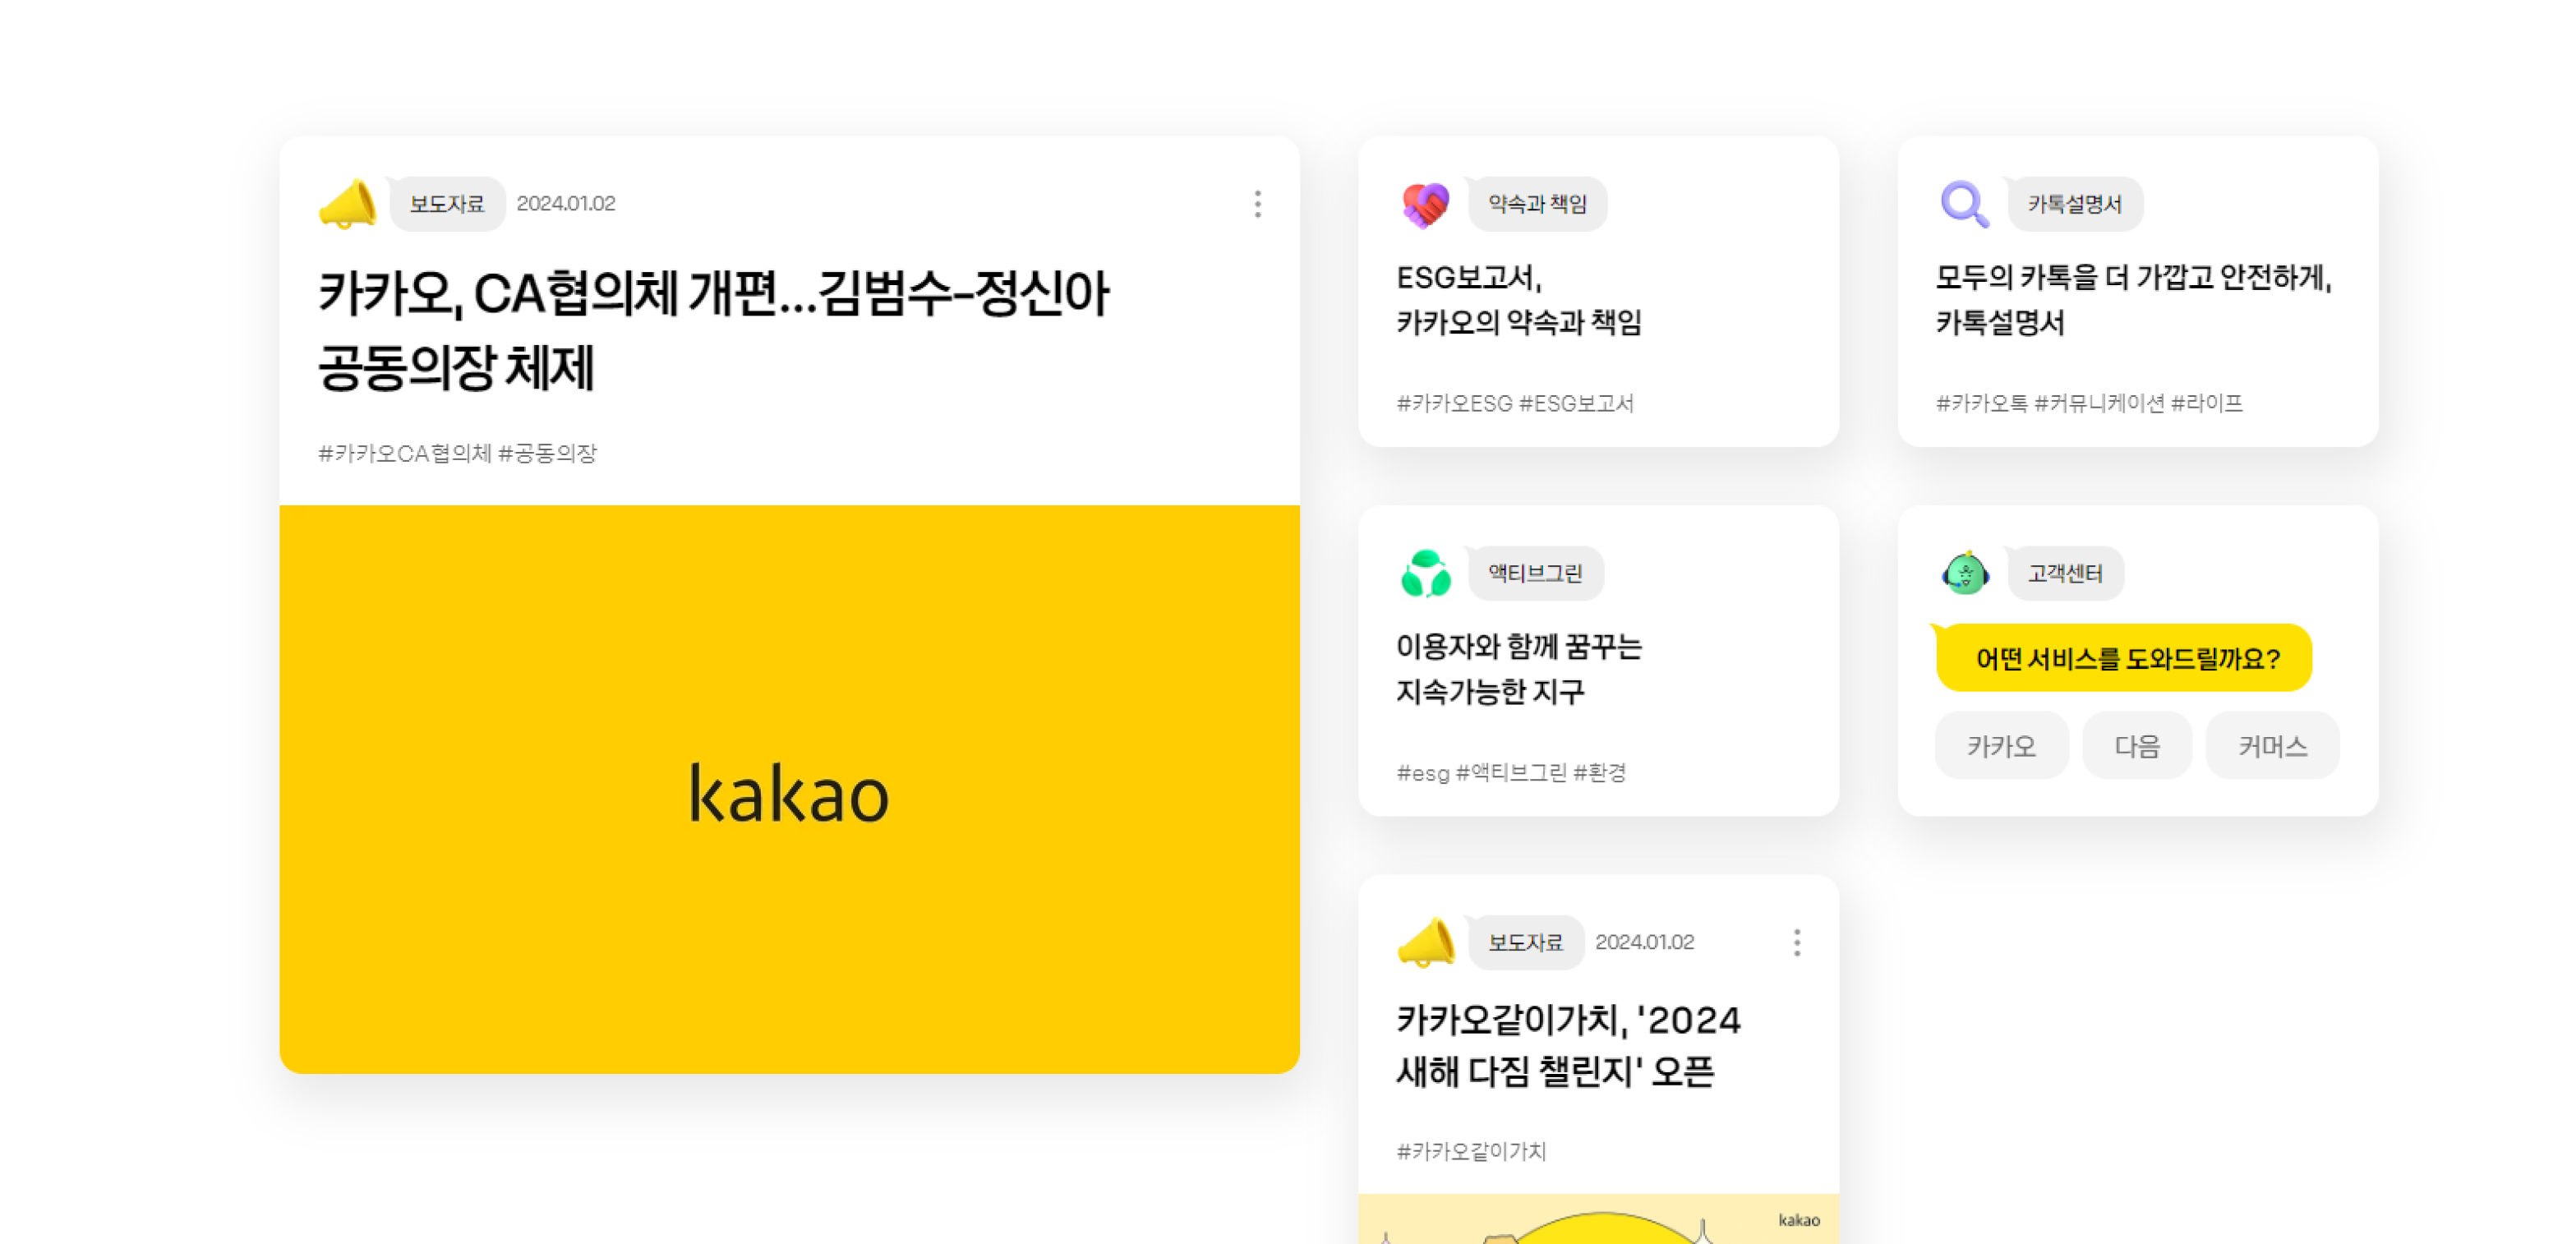 보도자료 2024.01.02
카카오, CA협의체 개편…김범수-정신아
공동의장 체제
#카카오CA협의체 #공동의장
kakao
약속과 책임
ESG보고서,
카카오의 약속과 책임
#카카오ESG #ESG보고서
카톡설명서
모두의 카톡을 더 가깝고 안전하게,
카톡설명서
#카카오톡 #커뮤니케이션 #라이프
액티브그린
이용자와 함께 꿈꾸는
지속가능한 지구
#esg #액티브그린 #환경
고객센터
어떤 서비스를 도와드릴까요?
카카오 다음 커머스
보도자료 2024.01.02
카카오같이가치, '2024
새해 다짐 챌린지' 오픈
#카카오같이가치
kakao